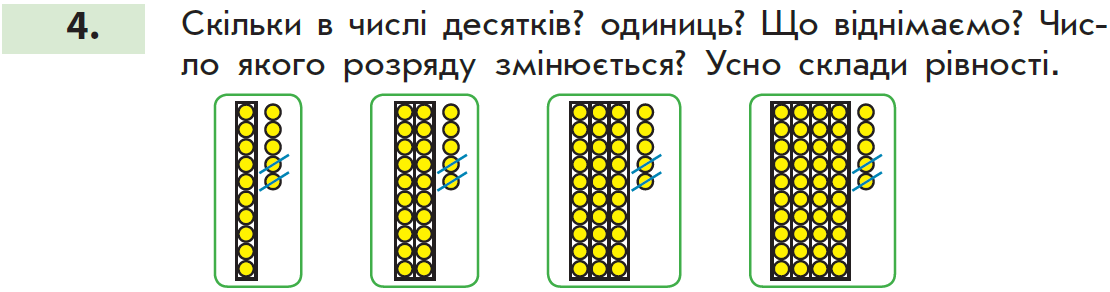 4. Скільки в числі десятків? одиниць? Що віднімаємо? Чис-
ло якого розряду змінюється? Усно склади рівності.